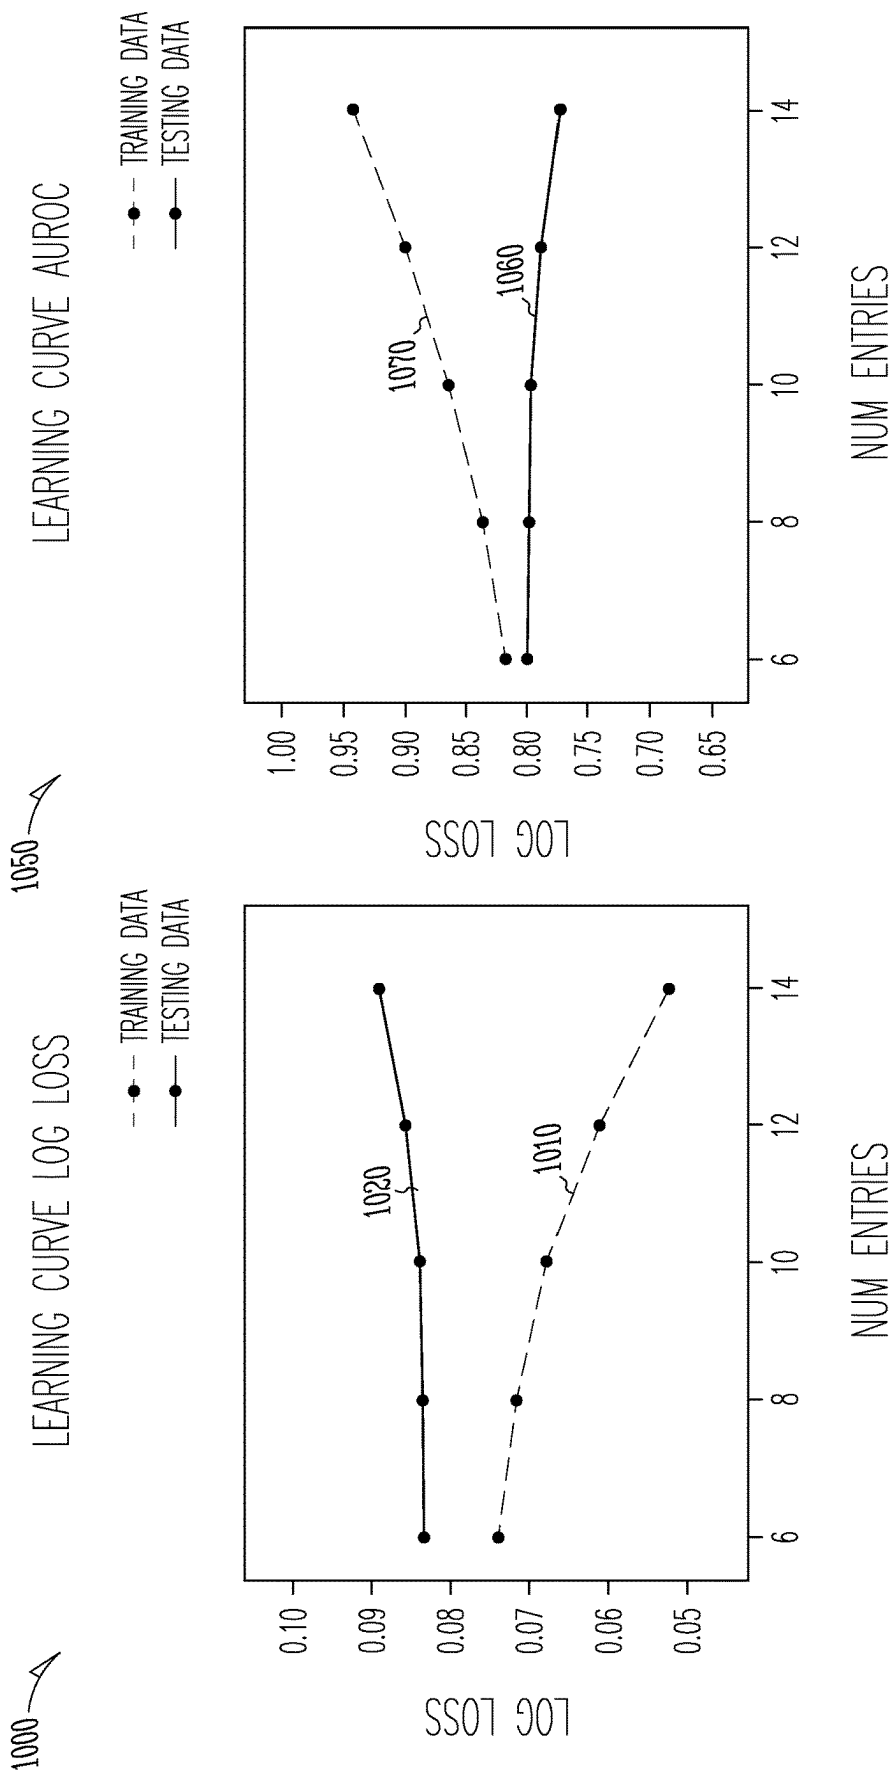 1000
LEARNING CURVE LOG LOSS
TRAINING DATA
TESTING DATA
LOG LOSS
0.10
0.09
0.08
0.07
0.06
0.05
1020
1010
6 8 10 12 14
NUM ENTRIES
1050
LEARNING CURVE AUROC
TRAINING DATA
TESTING DATA
LOG LOSS
1.00
0.95
0.90
0.85
0.80
0.75
0.70
0.65
1070
1060
6 8 10 12 14
NUM ENTRIES